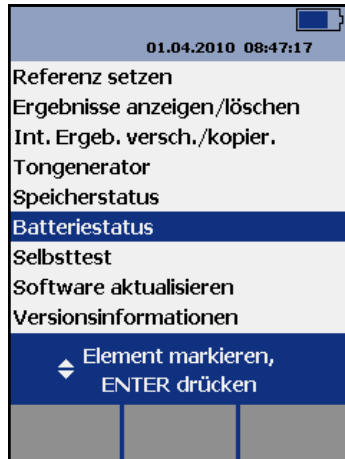 01.04.2010 08:47:17
Referenz setzen
Ergebnisse anzeigen/löschen
Int. Ergeb. versch./kopier.
Tongenerator
Speicherstatus
Batteriestatus
Selbsttest
Software aktualisieren
Versionsinformationen
Element markieren,
ENTER drücken